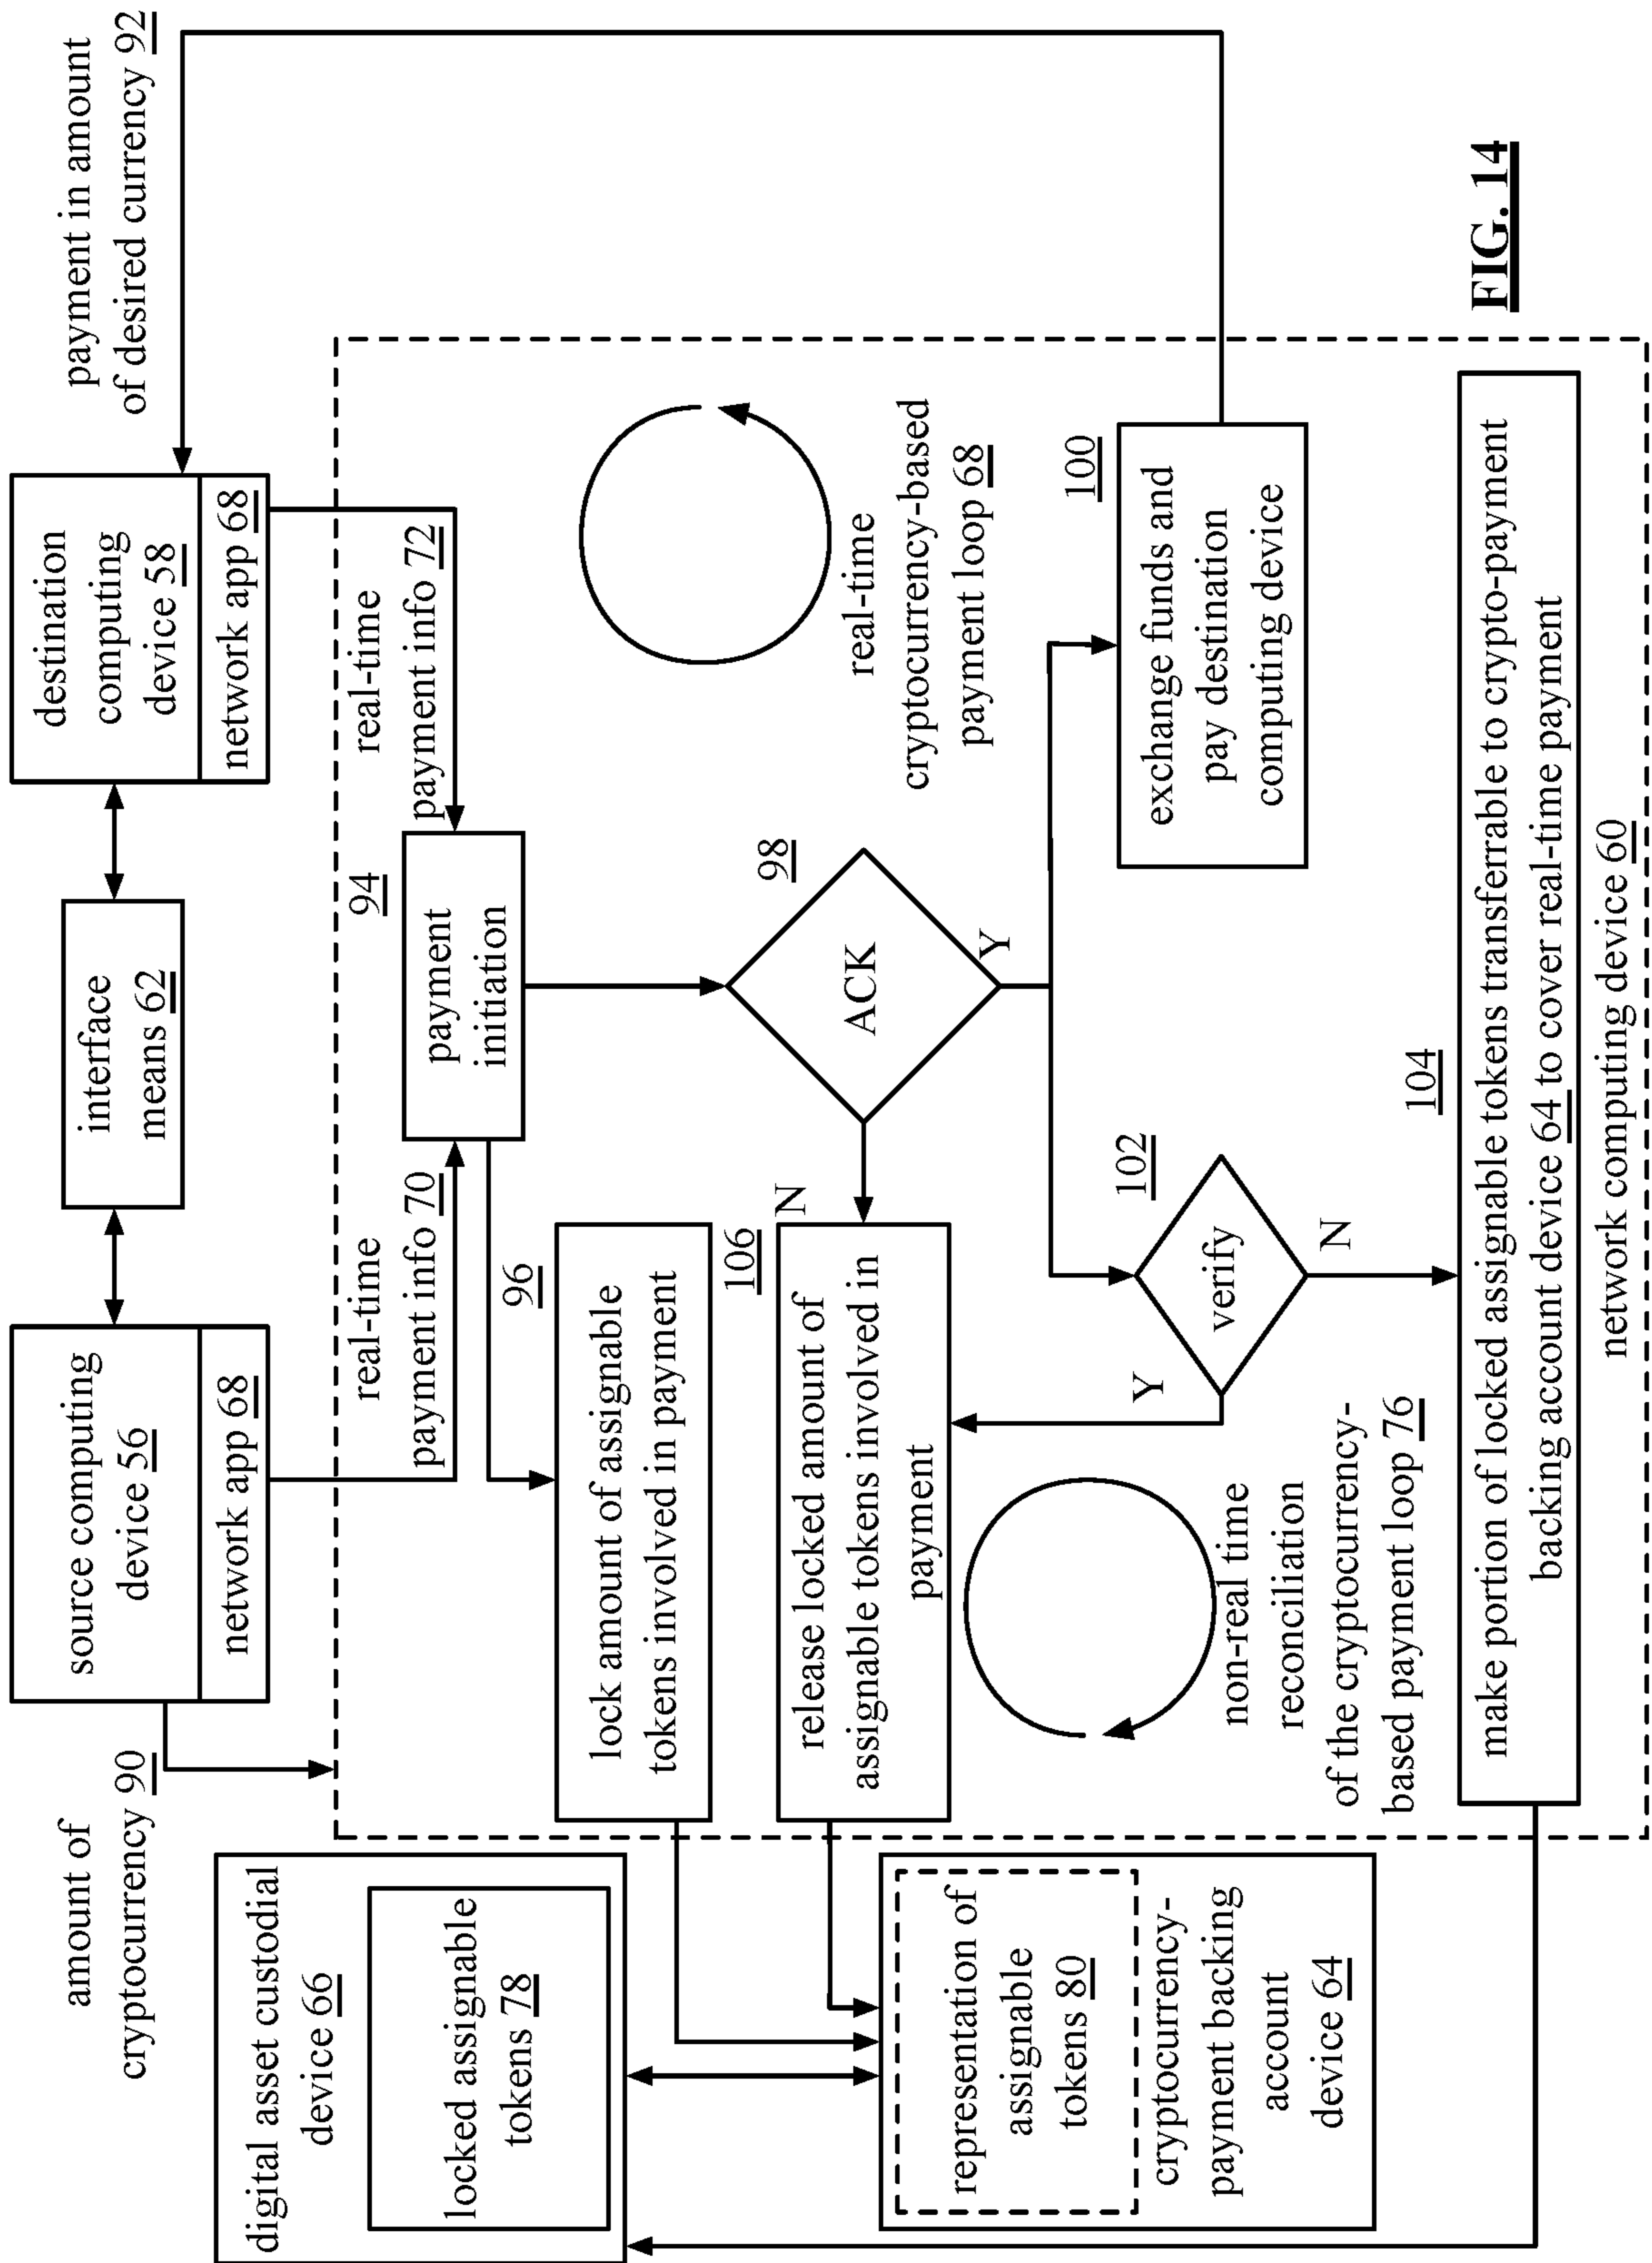 amount of
cryptocurrency 90
source computing
device 56
network app 68
interface
means 62
destination
computing
device 58
network app 68
payment in amount
of desired currency 92
digital asset custodial
device 66
locked assignable
tokens 78
real-time
payment info 70
94
payment
initiation
real-time
payment info 72
96
lock amount of assignable
tokens involved in payment
106
release locked amount of
assignable tokens involved in
payment
N
ACK
98
Y
real-time
cryptocurrency-based
payment loop 68
representation of
assignable
tokens 80
cryptocurrency-
payment backing
account
device 64
non-real time
reconciliation
of the cryptocurrency-
based payment loop 76
Y
verify
102
N
100
exchange funds and
pay destination
computing device
104
make portion of locked assignable tokens transferrable to crypto-payment
backing account device 64 to cover real-time payment
network computing device 60
FIG. 14